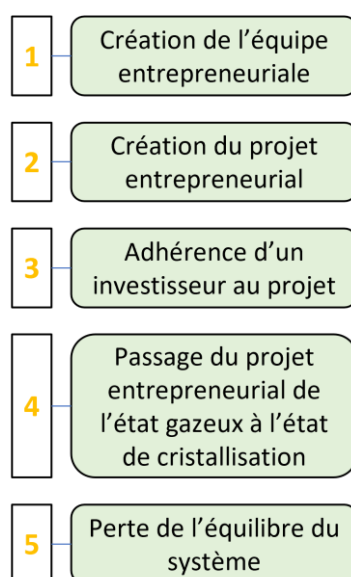 1
Création de l'équipe
entrepreneuriale
2
Création du projet
entrepreneurial
3
Adhérence d'un
investisseur au projet
4
Passage du projet
entrepreneurial de
l'état gazeux à l'état
de cristallisation
5
Perte de l'équilibre du
système